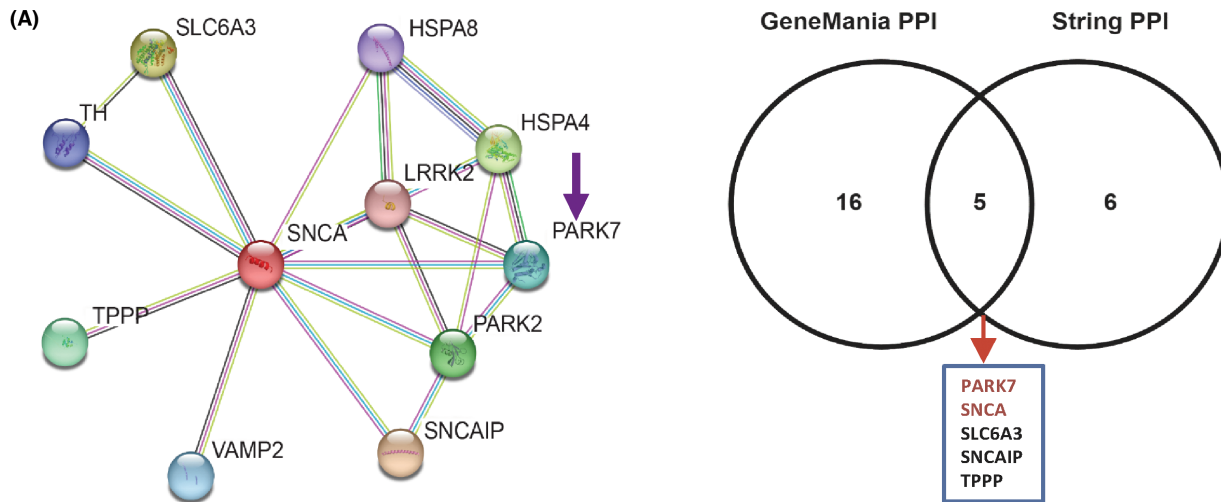 (A)
SLC6A3
HSPA8
TH
HSPA4
LRRK2
PARK7
SNCA
TPPP
PARK2
SNCAIP
VAMP2
GeneMania PPI
String PPI
16
5
6
PARK7
SNCA
SLC6A3
SNCAIP
TPPP